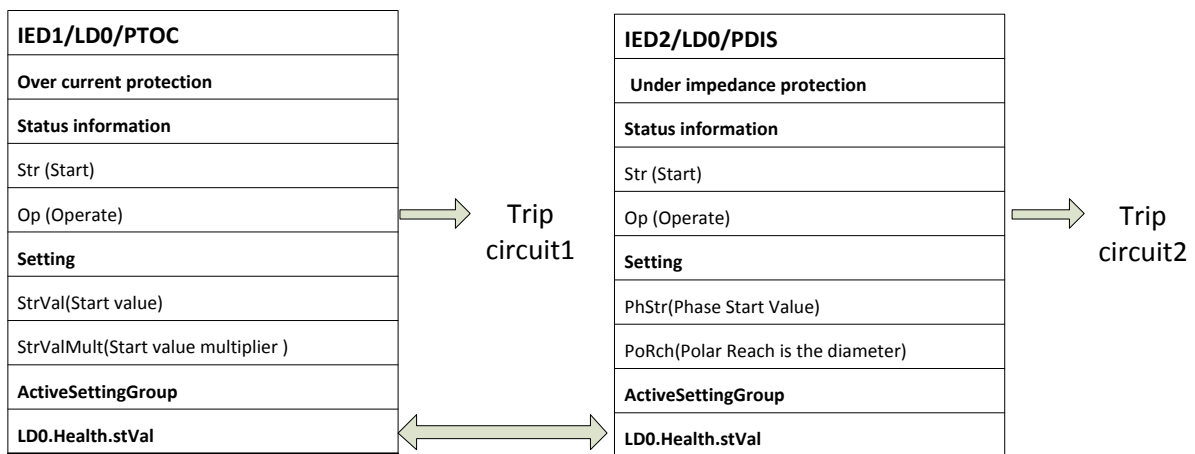 IED1/LD0/PTOC
Over current protection
Status information
Str (Start)
Op (Operate)
Setting
StrVal(Start value)
StrValMult(Start value multiplier )
ActiveSettingGroup
LD0.Health.stVal
Trip
circuit1
IED2/LD0/PDIS
Under impedance protection
Status information
Str (Start)
Op (Operate)
Setting
PhStr(Phase Start Value)
PoRch(Polar Reach is the diameter)
ActiveSettingGroup
LD0.Health.stVal
Trip
circuit2